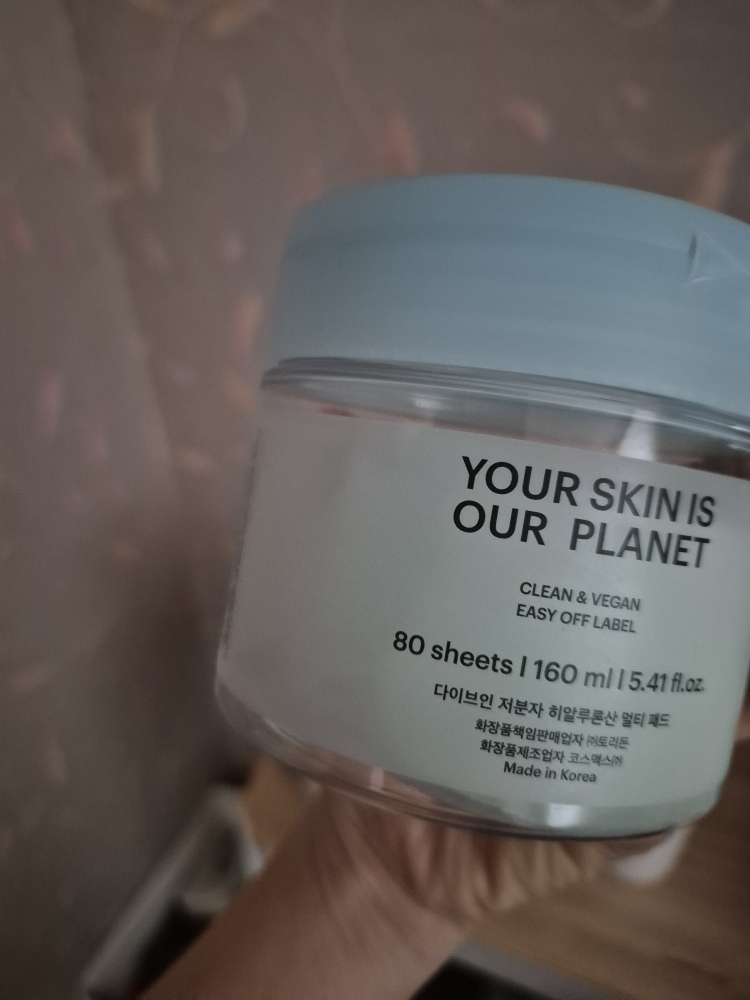 YOUR SKIN IS
OUR PLANET
CLEAN & VEGAN
EASY OFF LABEL
80 sheets | 160 ml | 5.41 fl.oz.
다이브인 저분자 히알루론산 멀티 패드
화장품책임판매업자 ㈜토리든
화장품제조업자 코스맥스㈜
Made in Korea